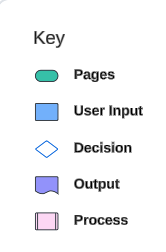 Key
Pages
User Input
Decision
Output
Process